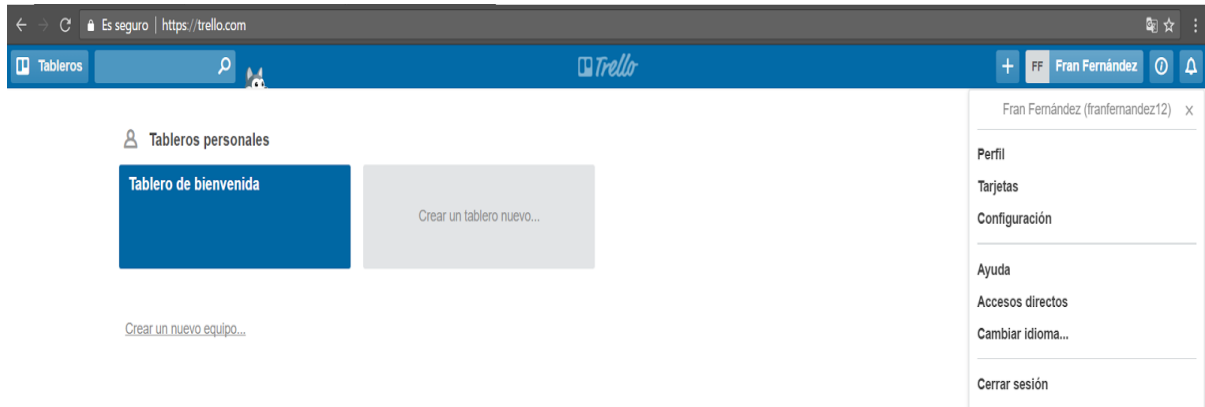 Es seguro | https://trello.com
Tableros
Trello
FF Fran Fernández
Fran Fernández (franfernandez12) X
Tableros personales
Tablero de bienvenida
Crear un tablero nuevo...
Crear un nuevo equipo...
Perfil
Tarjetas
Configuración
Ayuda
Accesos directos
Cambiar idioma...
Cerrar sesión